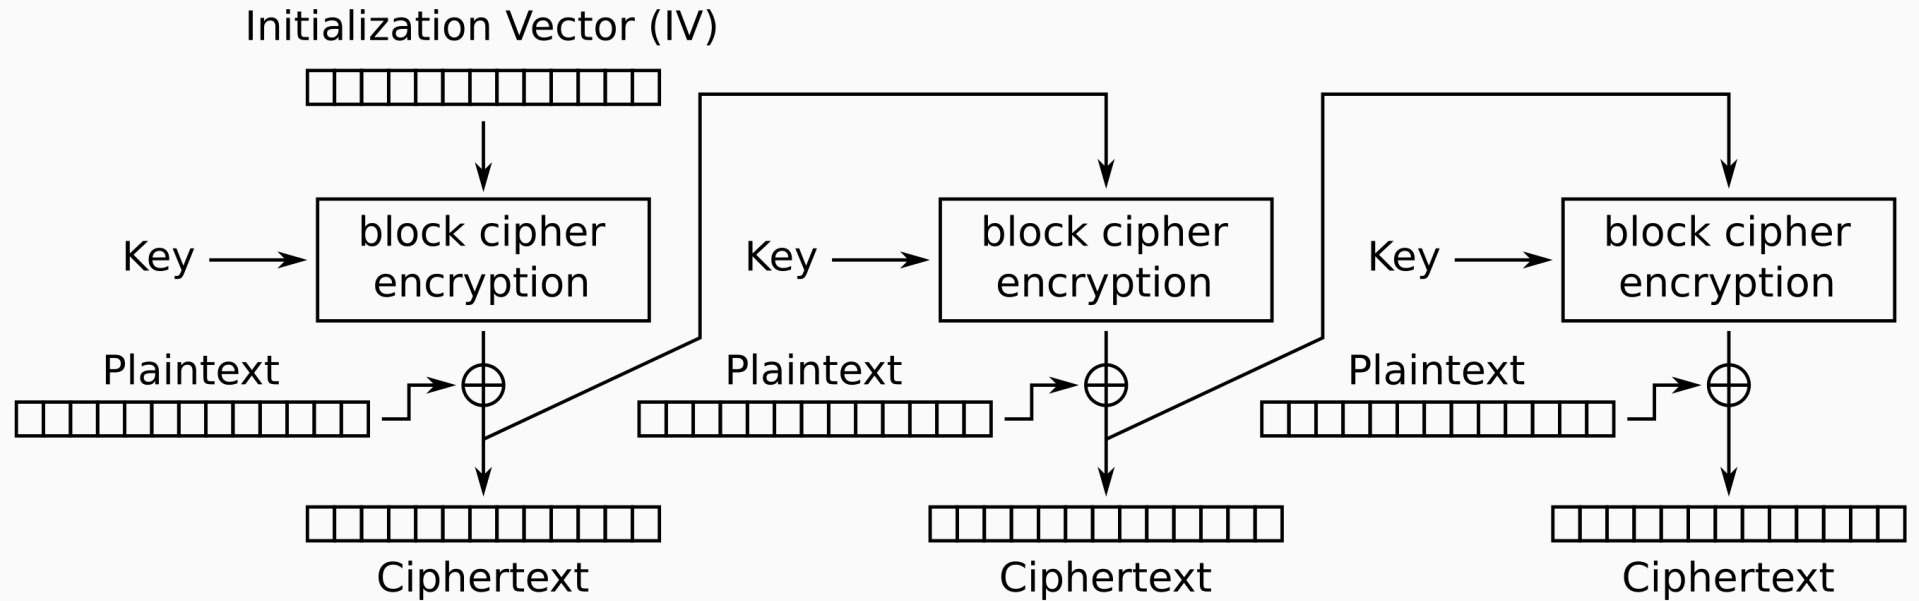 Initialization Vector (IV)
Key
block cipher
encryption
Key
block cipher
encryption
Key
block cipher
encryption
Plaintext
Plaintext
Plaintext
Ciphertext
Ciphertext
Ciphertext